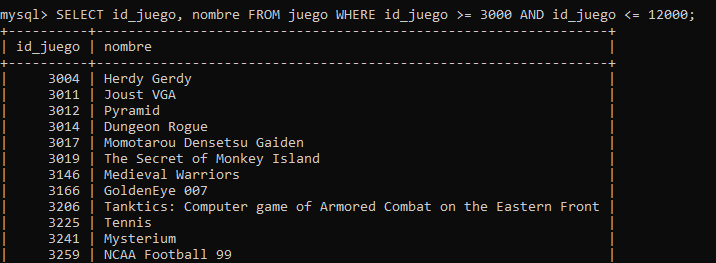 mysql> SELECT id_juego, nombre FROM juego WHERE id_juego >= 3000 AND id_juego <= 12000;
+----------+----------------------------------------------------------------+
| id_juego | nombre                                                         |
+----------+----------------------------------------------------------------+
|     3004 | Herdy Gerdy                                                    |
|     3011 | Joust VGA                                                      |
|     3012 | Pyramid                                                        |
|     3014 | Dungeon Rogue                                                  |
|     3017 | Momotarou Densetsu Gaiden                                      |
|     3019 | The Secret of Monkey Island                                    |
|     3146 | Medieval Warriors                                              |
|     3166 | GoldenEye 007                                                  |
|     3206 | Tanktics: Computer game of Armored Combat on the Eastern Front |
|     3225 | Tennis                                                         |
|     3241 | Mysterium                                                      |
|     3259 | NCAA Football 99                                               |